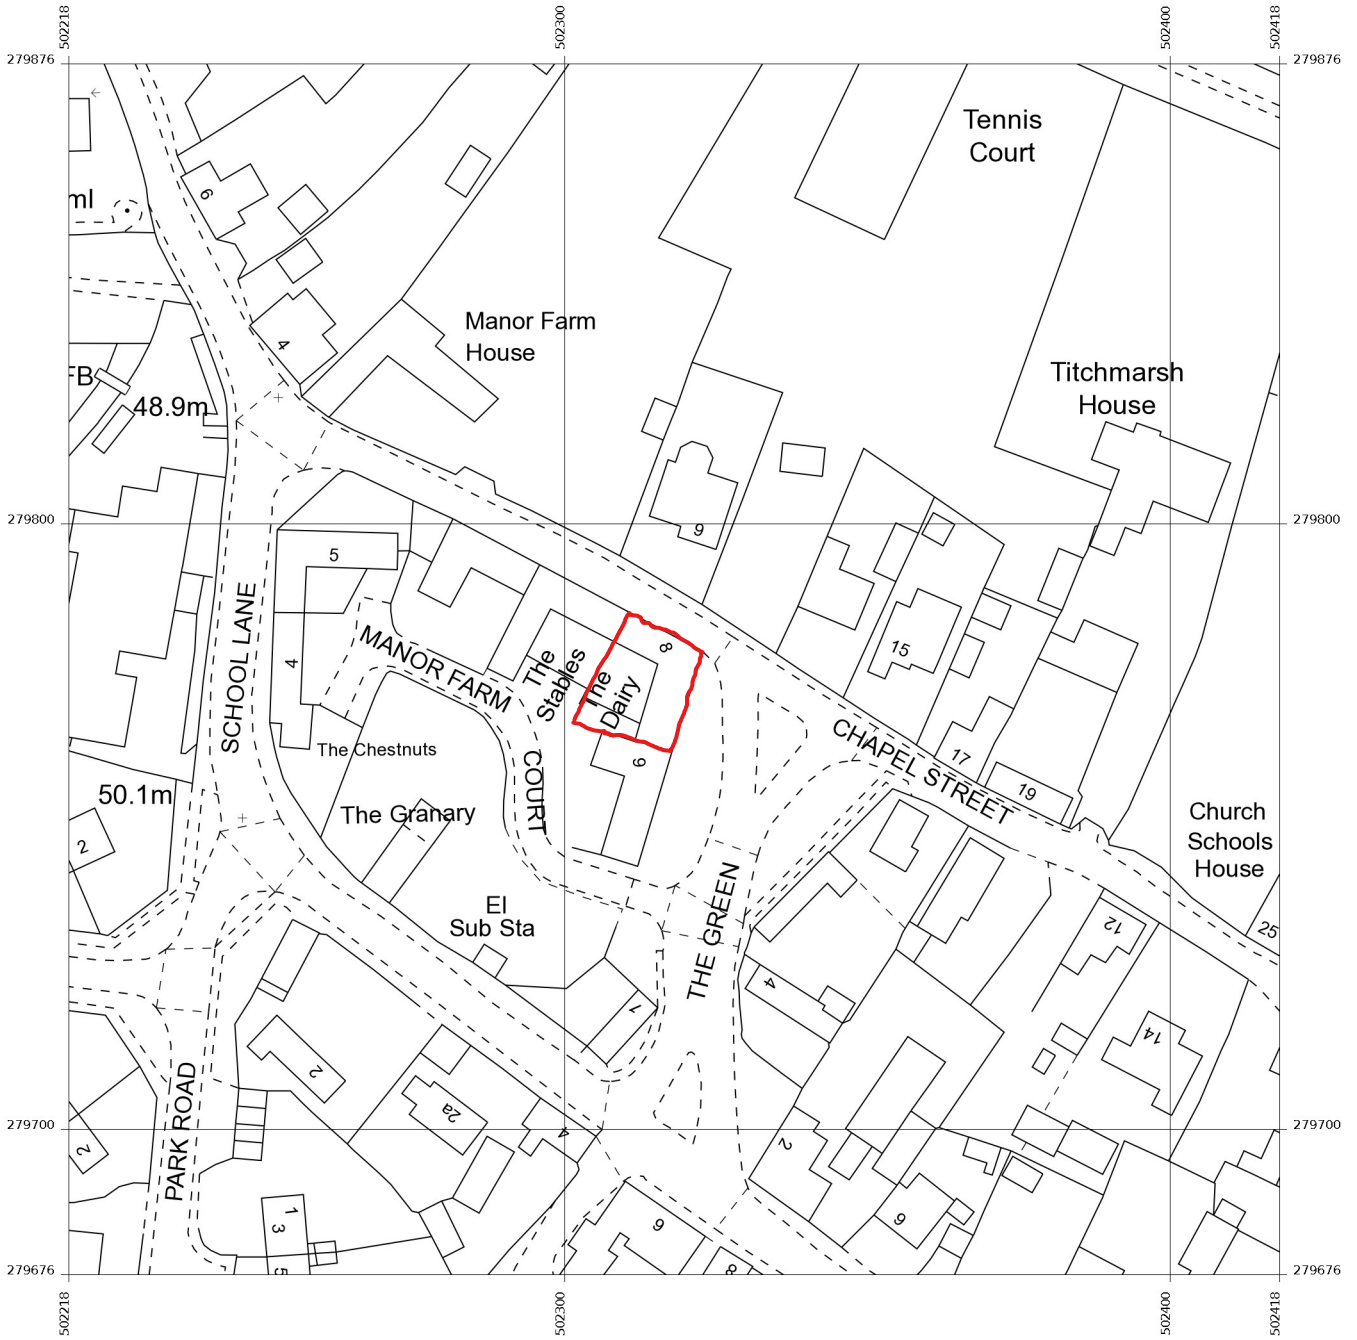 502218
502300
502400
502418
279876
279876
Tennis
Court
6
ml
Manor Farm
House
4
Titchmarsh
House
FB
48.9m
9
279800
279800
5
SCHOOL LANE
MANOR FARM
COURT
4
The
Stables
The
Dairy
8
15
The Chestnuts
CHAPEL STREET
17
19
6
50.1m
The Granary
2
Church
Schools
House
El
Sub Sta
THE GREEN
12
25
4
1
14
2
2a
PARK ROAD
279700
279700
2
4
2
1
3
5
6
8
6
279676
279676
502218
502300
502400
502418